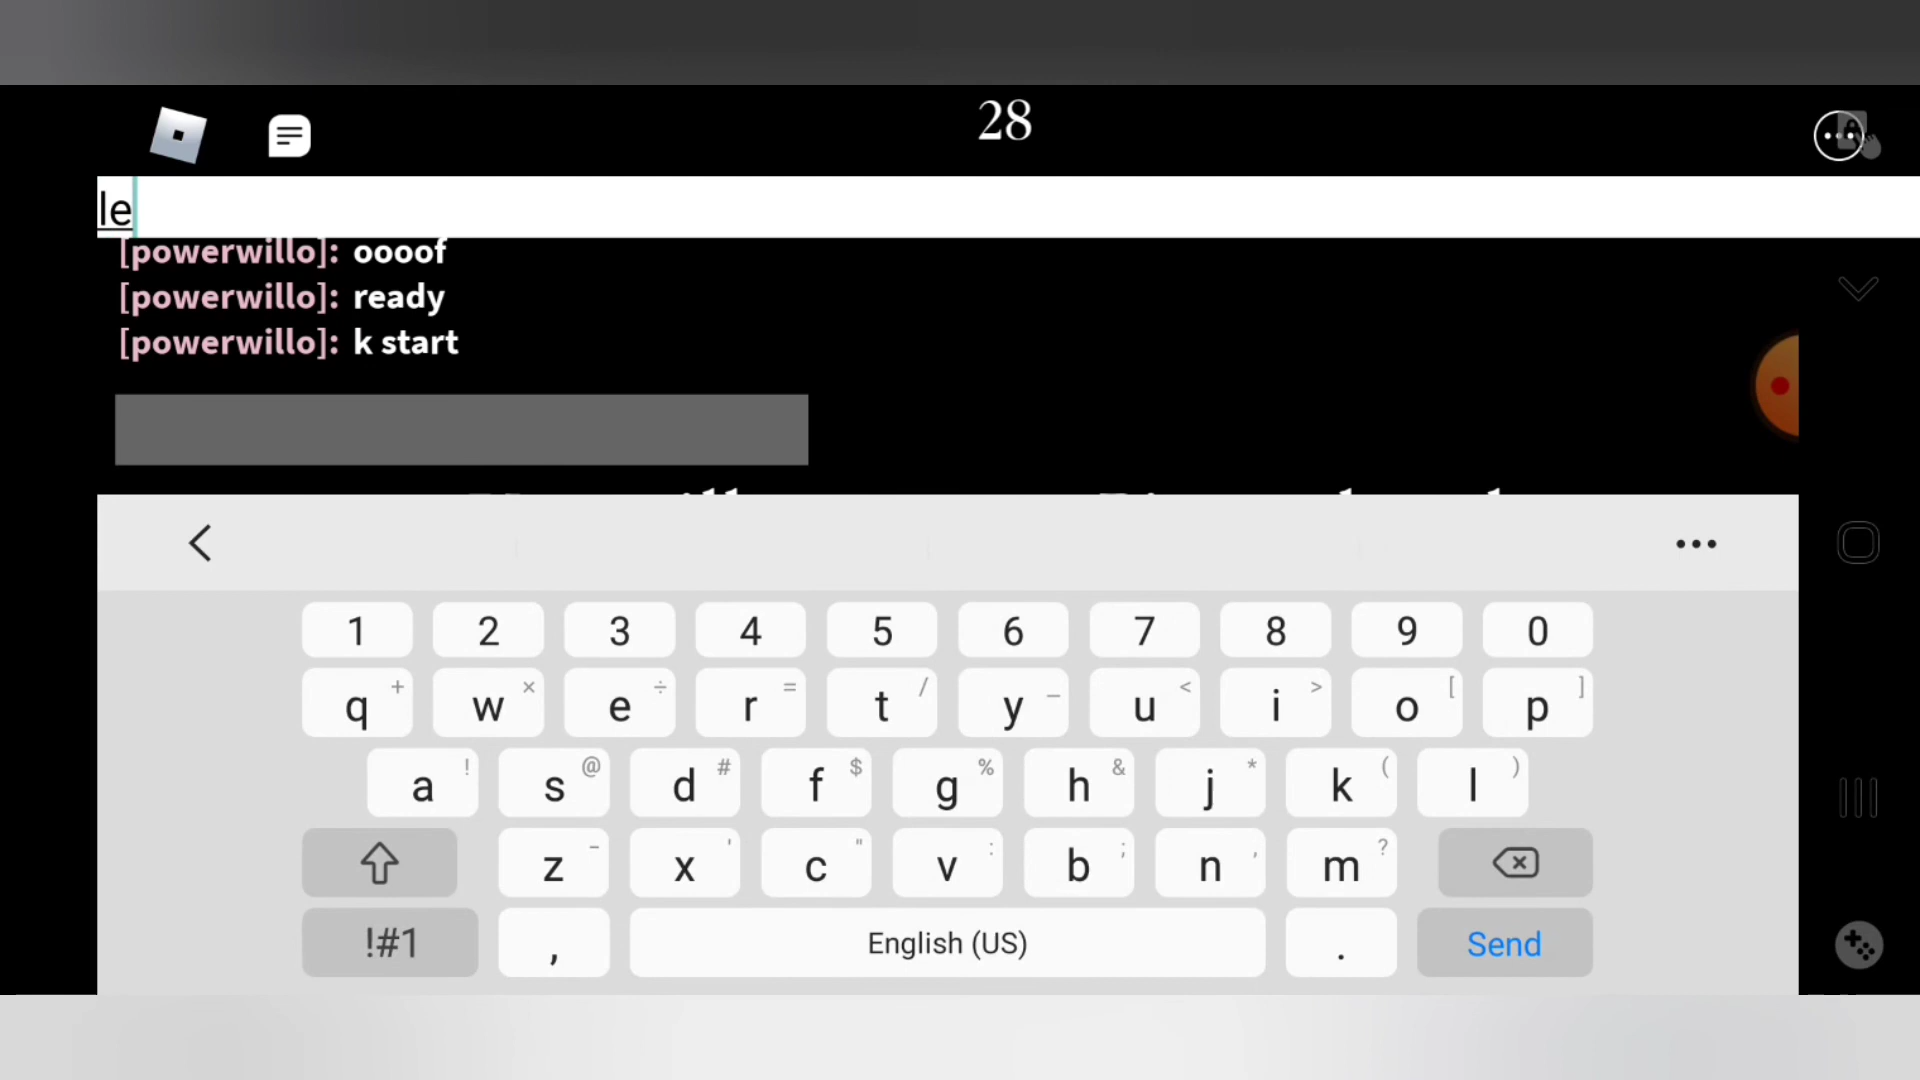 28
le
[powerwillo]: oooof
[powerwillo]: ready
[powerwillo]: k start
1 2 3 4 5 6 7 8 9 0
q + w × e ÷ r = t / y _ u < i > o [ p ]
a ! s @ d # f $ g % h & j * k ( l )
z - x ' c " v : b ; n , m ?
!#1 , English (US) . Send